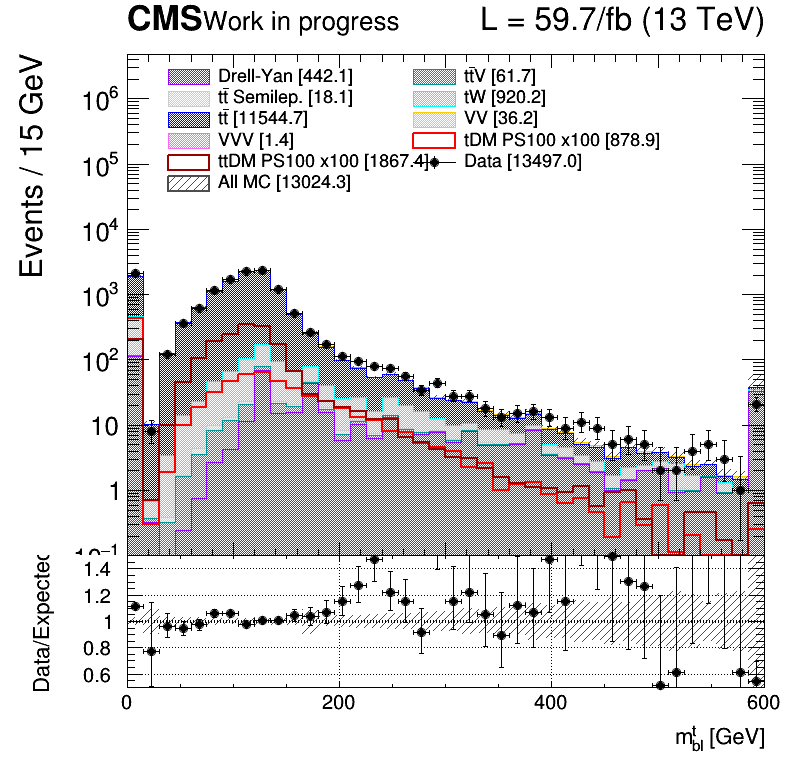 CMS Work in progress L = 59.7/fb (13 TeV)
Events / 15 GeV
Drell-Yan [442.1] tt̄V [61.7]
tt̄ Semilep. [18.1] tW [920.2]
tt̄ [11544.7] VV [36.2]
VVV [1.4] tDM PS100 x100 [878.9]
ttDM PS100 x100 [1867.4] Data [13497.0]
All MC [13024.3]
10⁶
10⁵
10⁴
10³
10²
10
1
10⁻¹
Data/Expected
1.4
1.2
1
0.8
0.6
0 200 400 600
mᵗbl [GeV]